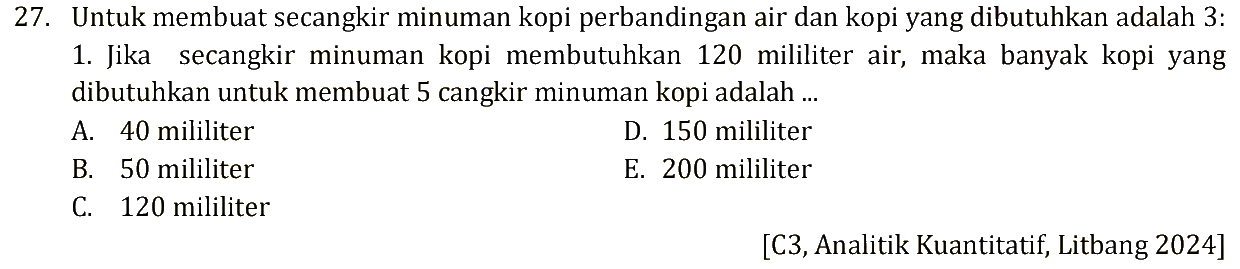 27. Untuk membuat secangkir minuman kopi perbandingan air dan kopi yang dibutuhkan adalah 3:
1. Jika secangkir minuman kopi membutuhkan 120 mililiter air, maka banyak kopi yang
dibutuhkan untuk membuat 5 cangkir minuman kopi adalah ...
A. 40 mililiter
B. 50 mililiter
C. 120 mililiter
D. 150 mililiter
E. 200 mililiter
[C3, Analitik Kuantitatif, Litbang 2024]